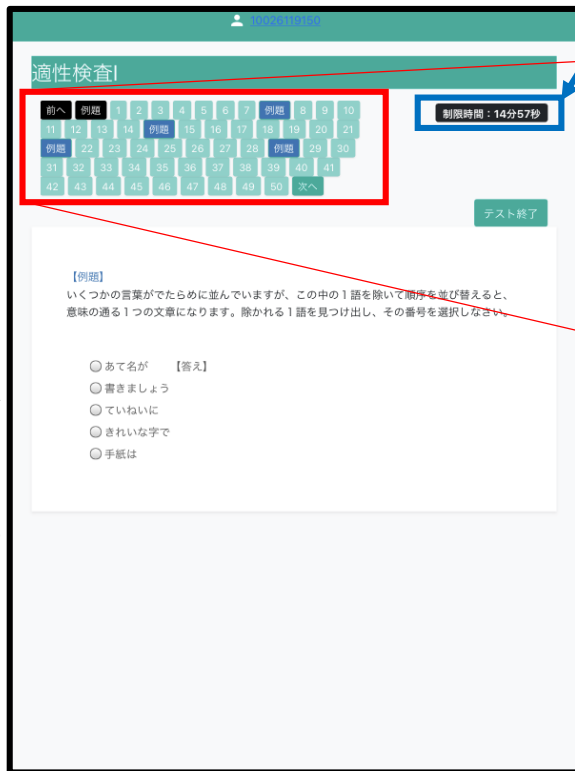 10026119150
適性検査Ⅰ
前へ 例題 1 2 3 4 5 6 7 例題 8 9 10
11 12 13 14 例題 15 16 17 18 19 20 21
例題 22 23 24 25 26 27 28 例題 29 30
31 32 33 34 35 36 37 38 39 40 41
42 43 44 45 46 47 48 49 50 次へ
制限時間：14分57秒
テスト終了
【例題】
いくつかの言葉がでたらめに並んでいますが、この中の１語を除いて順序を並び替えると、
意味の通る１つの文章になります。除かれる１語を見つけ出し、その番号を選択しなさい。
あて名が 【答え】
書きましょう
ていねいに
きれいな字で
手紙は